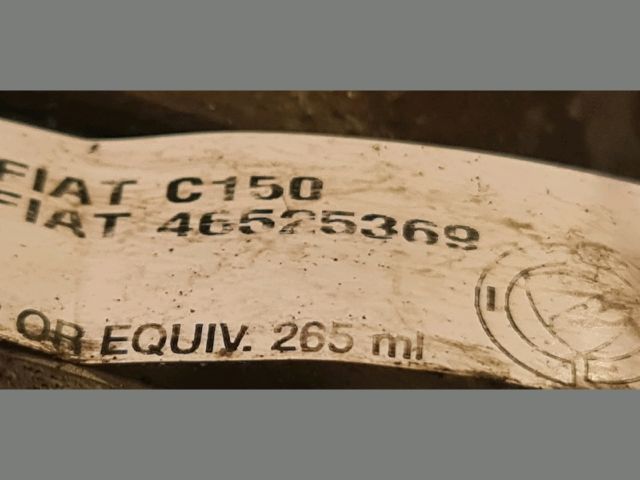 FIAT C150
FIAT 46525369
OR EQUIV. 265 ml